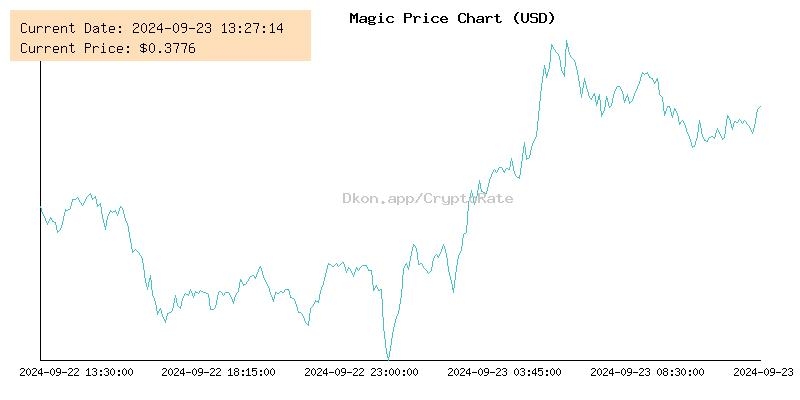 Magic Price Chart (USD)
Current Date: 2024-09-23 13:27:14
Current Price: $0.3776
Dkon.app/CryptoRate
2024-09-22 13:30:00
2024-09-22 18:15:00
2024-09-22 23:00:00
2024-09-23 03:45:00
2024-09-23 08:30:00
2024-09-23